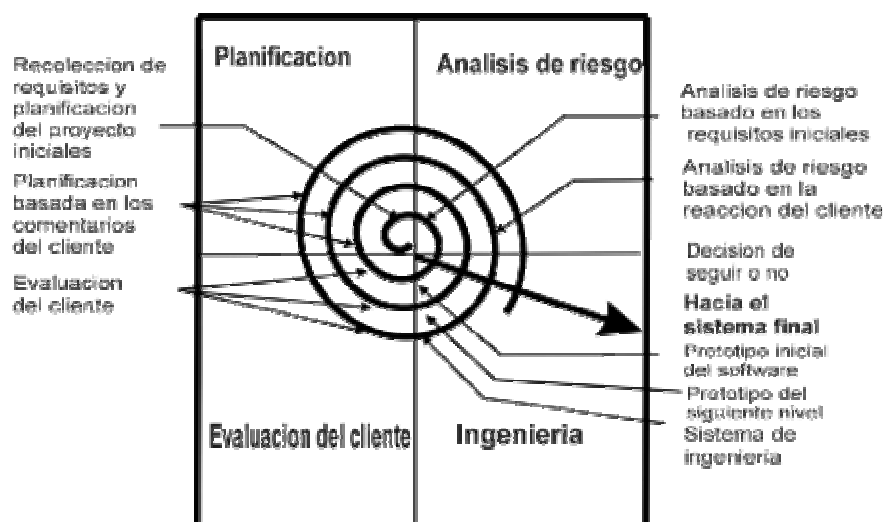 Planificacion
Analisis de riesgo
Recoleccion de
requisitos y
planificacion
del proyecto
iniciales
Planificacion
basada en los
comentarios
del cliente
Evaluacion
del cliente
Analisis de riesgo
basado en los
requisitos iniciales
Analisis de riesgo
basado en la
reaccion del cliente
Decision de
seguir o no
Hacia el
sistema final
Prototipo inicial
del software
Prototipo del
siguiente nivel
Sistema de
ingenieria
Evaluacion del cliente
Ingenieria